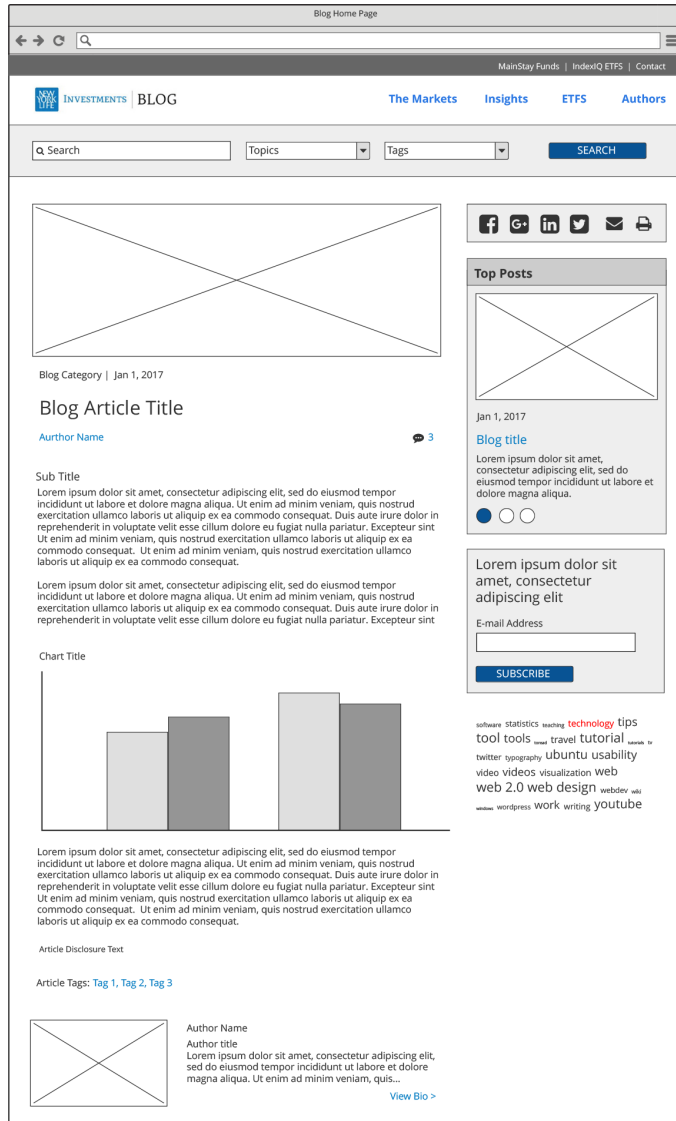 Blog Home Page
MainStay Funds | IndexIQ ETFS | Contact
NEW YORK LIFE INVESTMENTS BLOG
The Markets Insights ETFS Authors
Search Topics Tags SEARCH
Blog Category | Jan 1, 2017
Blog Article Title
Aurthor Name 3
Sub Title
Lorem ipsum dolor sit amet, consectetur adipiscing elit, sed do eiusmod tempor
incididunt ut labore et dolore magna aliqua. Ut enim ad minim veniam, quis nostrud
exercitation ullamco laboris ut aliquip ex ea commodo consequat. Duis aute irure dolor in
reprehenderit in voluptate velit esse cillum dolore eu fugiat nulla pariatur. Excepteur sint
Ut enim ad minim veniam, quis nostrud exercitation ullamco laboris ut aliquip ex ea
commodo consequat. Ut enim ad minim veniam, quis nostrud exercitation ullamco
laboris ut aliquip ex ea commodo consequat.
Lorem ipsum dolor sit amet, consectetur adipiscing elit, sed do eiusmod tempor
incididunt ut labore et dolore magna aliqua. Ut enim ad minim veniam, quis nostrud
exercitation ullamco laboris ut aliquip ex ea commodo consequat. Duis aute irure dolor in
reprehenderit in voluptate velit esse cillum dolore eu fugiat nulla pariatur. Excepteur sint
Chart Title
Lorem ipsum dolor sit amet, consectetur adipiscing elit, sed do eiusmod tempor
incididunt ut labore et dolore magna aliqua. Ut enim ad minim veniam, quis nostrud
exercitation ullamco laboris ut aliquip ex ea commodo consequat. Duis aute irure dolor in
reprehenderit in voluptate velit esse cillum dolore eu fugiat nulla pariatur. Excepteur sint
Ut enim ad minim veniam, quis nostrud exercitation ullamco laboris ut aliquip ex ea
commodo consequat. Ut enim ad minim veniam, quis nostrud exercitation ullamco
laboris ut aliquip ex ea commodo consequat.
Article Disclosure Text
Article Tags: Tag 1, Tag 2, Tag 3
Author Name
Author title
Lorem ipsum dolor sit amet, consectetur adipiscing elit,
sed do eiusmod tempor incididunt ut labore et dolore
magna aliqua. Ut enim ad minim veniam, quis...
View Bio >
Top Posts
Jan 1, 2017
Blog title
Lorem ipsum dolor sit amet,
consectetur adipiscing elit, sed do
eiusmod tempor incididunt ut labore et
dolore magna aliqua.
Lorem ipsum dolor sit
amet, consectetur
adipiscing elit
E-mail Address
SUBSCRIBE
software statistics teaching technology tips
tool tools toread travel tutorial tutorials tv
twitter typography ubuntu usability
video videos visualization web
web 2.0 web design webdev wiki
windows wordpress work writing youtube